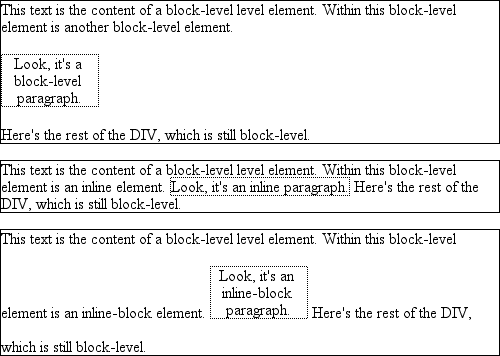 This text is the content of a block-level level element. Within this block-level
element is another block-level element.
Look, it's a
block-level
paragraph.
Here's the rest of the DIV, which is still block-level.
This text is the content of a block-level level element. Within this block-level
element is an inline element. Look, it's an inline paragraph. Here's the rest of the
DIV, which is still block-level.
This text is the content of a block-level level element. Within this block-level
Look, it's an
inline-block
element is an inline-block element. paragraph. Here's the rest of the DIV,
which is still block-level.